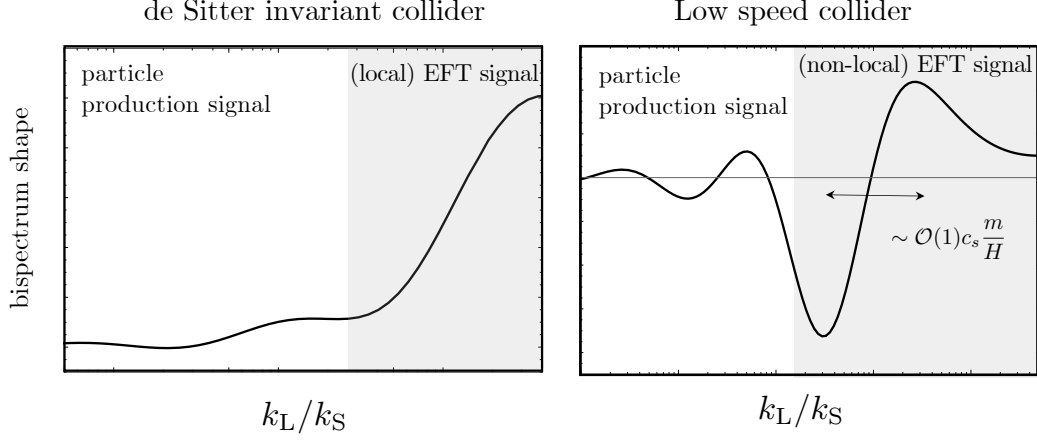 de Sitter invariant collider
particle
production signal
(local) EFT signal
bispectrum shape
k_L/k_S
Low speed collider
particle
production signal
(non-local) EFT signal
∼ O(1)c_s m/H
k_L/k_S